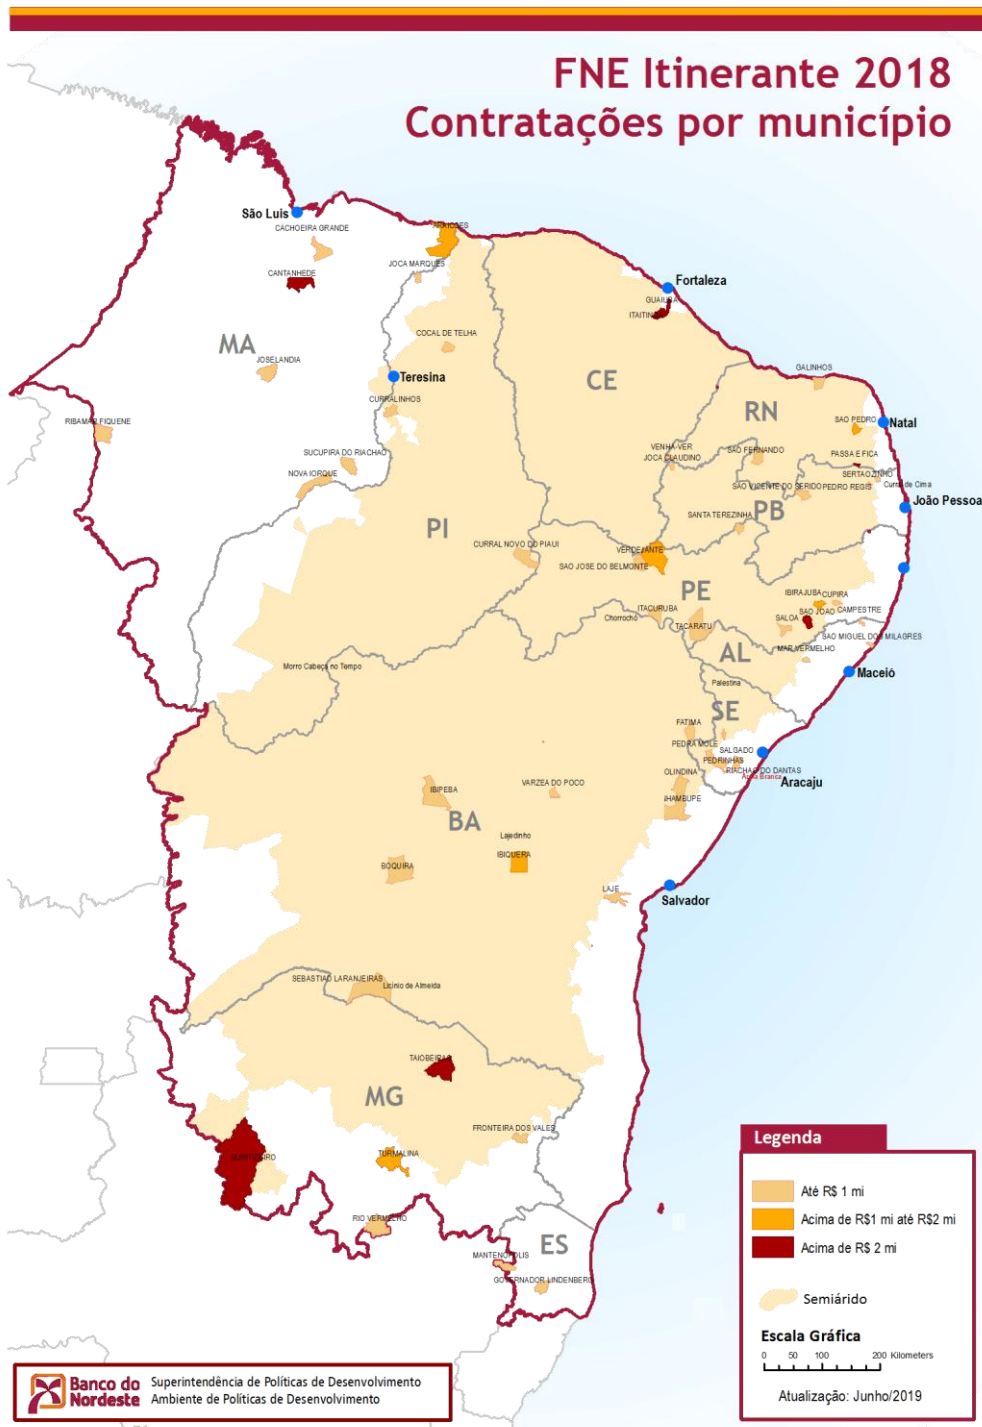 FNE Itinerante 2018
Contratações por município
São Luis
CACHOEIRA GRANDE
ARAIOSES
JOCA MARQUES
CANTANHEDE
Fortaleza
GUAIUBA
ITAITINGA
COCAL DE TELHA
MA
JOSELANDIA
Teresina
CE
GALINHOS
CURRALINHOS
RN
RIBAMAR FIQUENE
SAO PEDRO
Natal
SUCUPIRA DO RIACHAO
VENHA-VER
JOCA CLAUDINO
SAO FERNANDO
PASSA E FICA
NOVA IORQUE
SERTAOZINHO
SAO VICENTE DO SERIDO
PEDRO REGIS
Curral de Cima
João Pessoa
PI
SANTA TEREZINHA
PB
CURRAL NOVO DO PIAUI
VERDEJANTE
SAO JOSE DO BELMONTE
PE
IBIRAJUBA
CUPIRA
ITACURUBA
Chorrochó
TACARATU
SALOA
SAO JOAO
CAMPESTRE
SAO MIGUEL DOS MILAGRES
MAR VERMELHO
AL
Morro Cabeça no Tempo
Palestina
Maceió
SE
FATIMA
PEDRA MOLE
SALGADO
PEDRINHAS
RIACHAO DO DANTAS
OLINDINA
Água Branca
Aracaju
IBIPEBA
VARZEA DO POCO
INHAMBUPE
BA
Lajedinho
IBIQUERA
BOQUIRA
LAJE
Salvador
SEBASTIAO LARANJEIRAS
Licínio de Almeida
TAIOBEIRAS
MG
FRONTEIRA DOS VALES
TURMALINA
BURITIZEIRO
RIO VERMELHO
ES
MANTENOPOLIS
GOVERNADOR LINDENBERG
Legenda
Até R$ 1 mi
Acima de R$1 mi até R$2 mi
Acima de R$ 2 mi
Semiárido
Escala Gráfica
0 50 100 200 Kilometers
Atualização: Junho/2019
Banco do
Nordeste
Superintendência de Políticas de Desenvolvimento
Ambiente de Políticas de Desenvolvimento